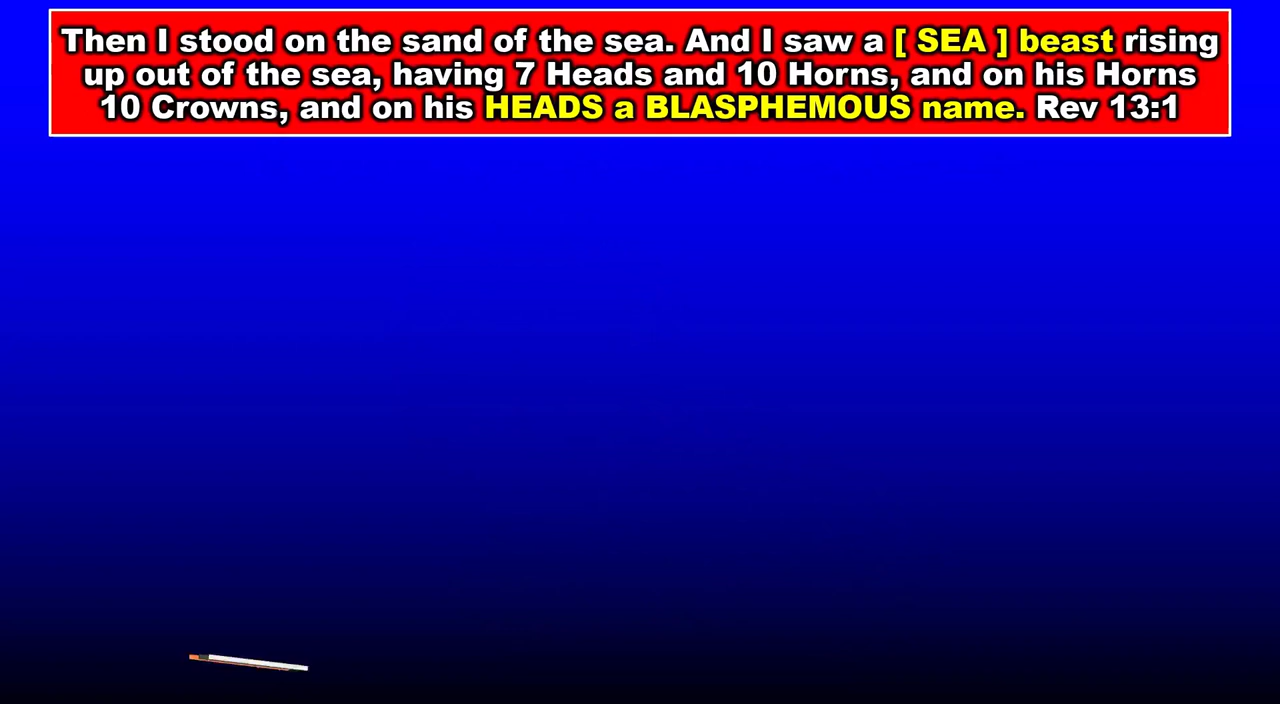 Then I stood on the sand of the sea. And I saw a [ SEA ] beast rising
up out of the sea, having 7 Heads and 10 Horns, and on his Horns
10 Crowns, and on his HEADS a BLASPHEMOUS name. Rev 13:1